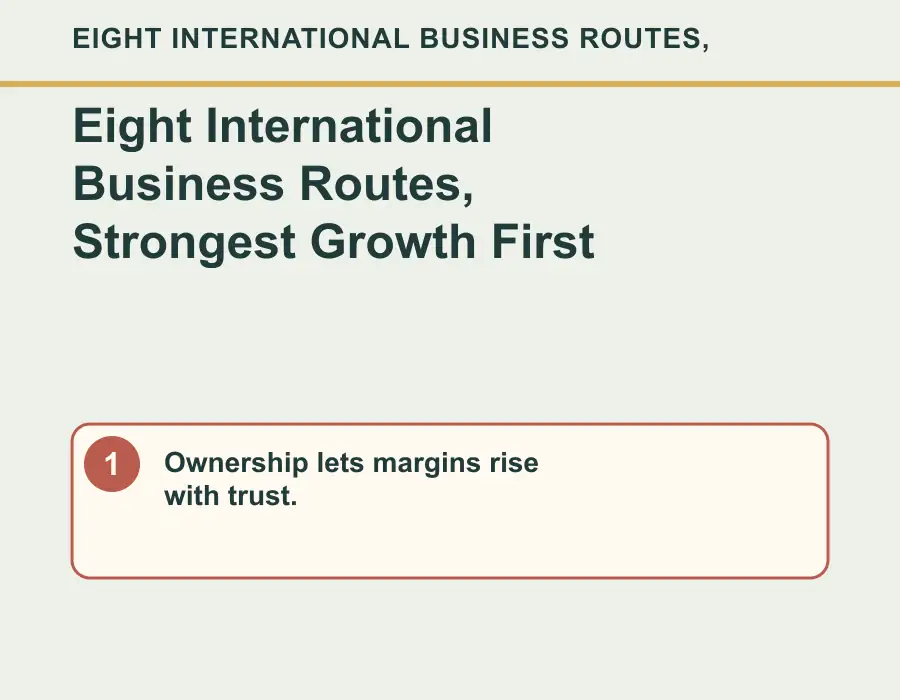 EIGHT INTERNATIONAL BUSINESS ROUTES,
Eight International
Business Routes,
Strongest Growth First
1
Ownership lets margins rise
with trust.